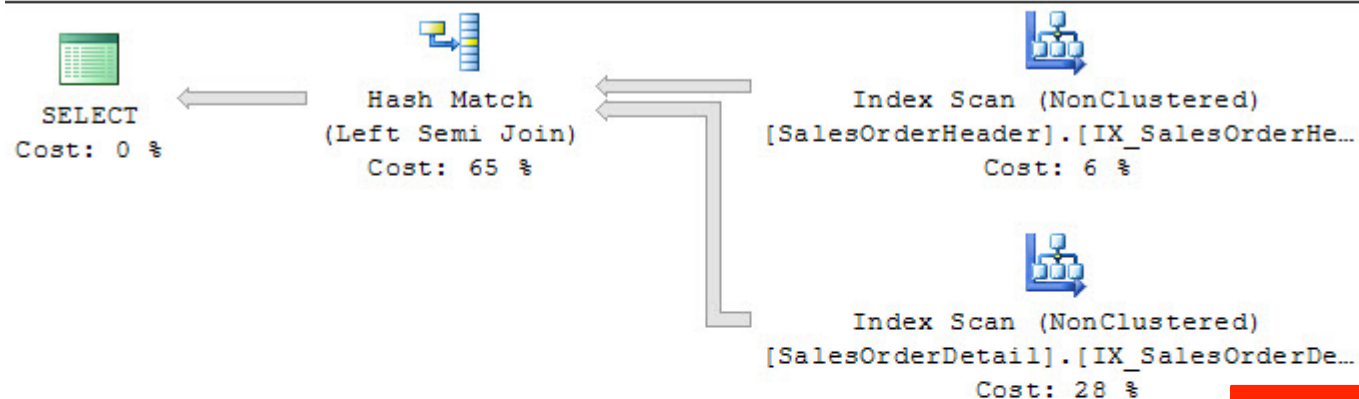 SELECT
Cost: 0 %
Hash Match
(Left Semi Join)
Cost: 65 %
Index Scan (NonClustered)
[SalesOrderHeader].[IX_SalesOrderHe…
Cost: 6 %
Index Scan (NonClustered)
[SalesOrderDetail].[IX_SalesOrderDe…
Cost: 28 %